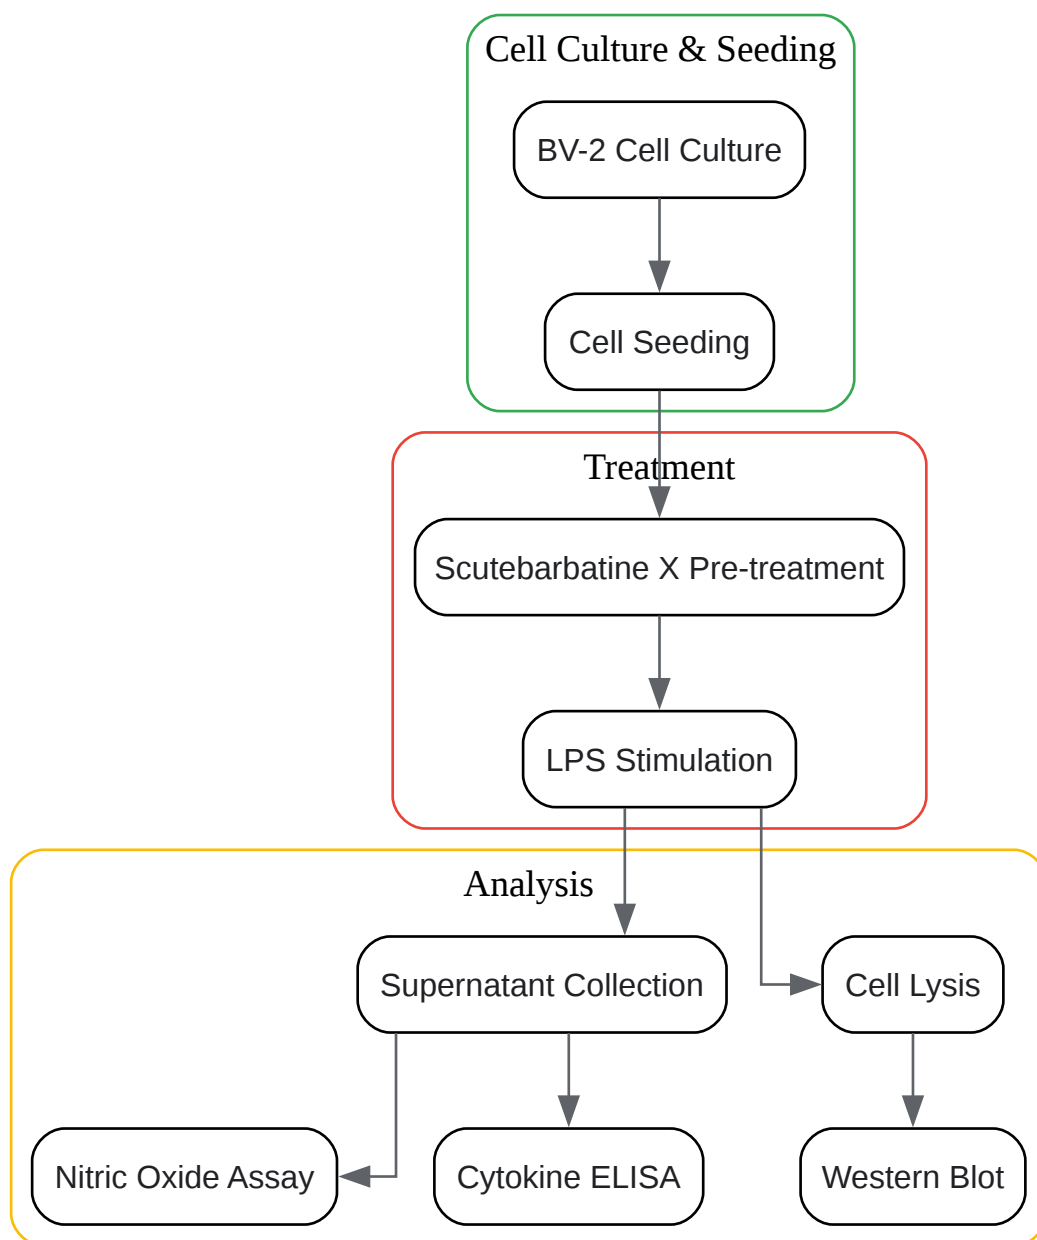 Cell Culture & Seeding
BV-2 Cell Culture
Cell Seeding
Treatment
Scutebarbatine X Pre-treatment
LPS Stimulation
Analysis
Supernatant Collection
Cell Lysis
Nitric Oxide Assay
Cytokine ELISA
Western Blot